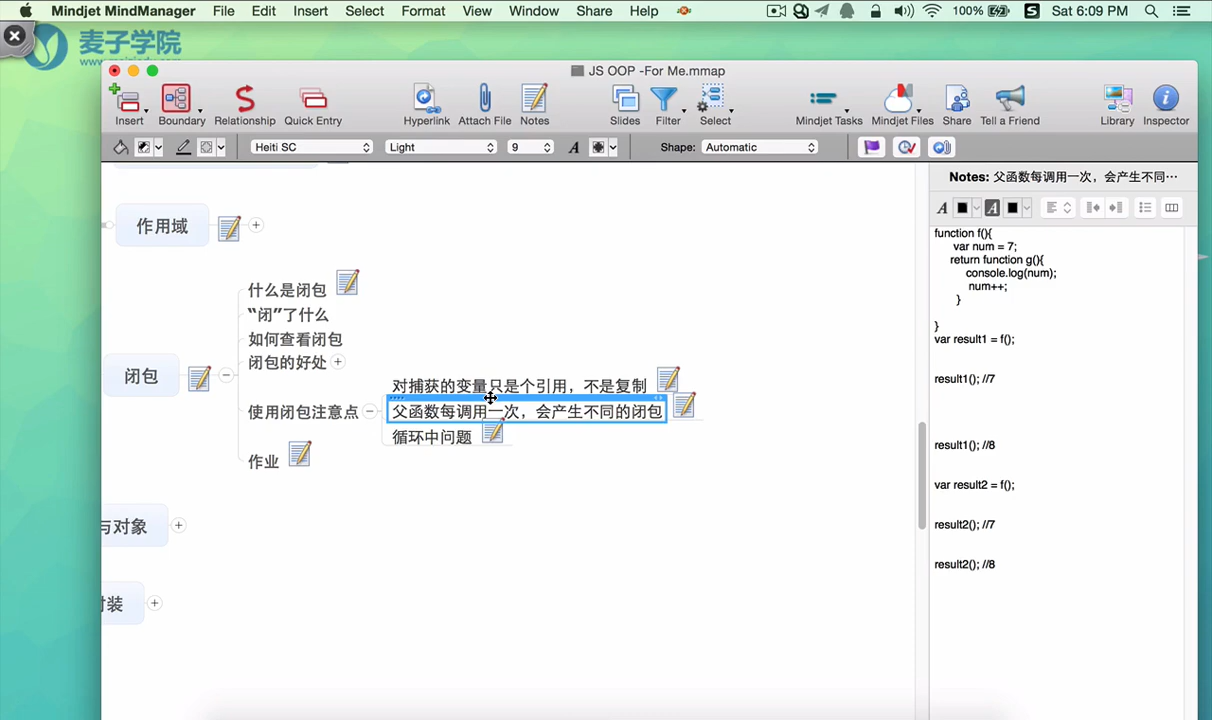 Mindjet MindManager File Edit Insert Select Format View Window Share Help 100% Sat 6:09 PM
麦子学院
JS OOP -For Me.mmap
Insert Boundary Relationship Quick Entry Hyperlink Attach File Notes Slides Filter Select Mindjet Tasks Mindjet Files Share Tell a Friend Library Inspector
Heiti SC Light 9 Shape: Automatic
Notes: 父函数每调用一次，会产生不同…
作用域
什么是闭包
“闭”了什么
如何查看闭包
闭包的好处
闭包
对捕获的变量只是个引用，不是复制
使用闭包注意点
父函数每调用一次，会产生不同的闭包
循环中问题
作业
与对象
封装
function f(){
var num = 7;
return function g(){
console.log(num);
num++;
}
}
var result1 = f();
result1(); //7
result1(); //8
var result2 = f();
result2(); //7
result2(); //8